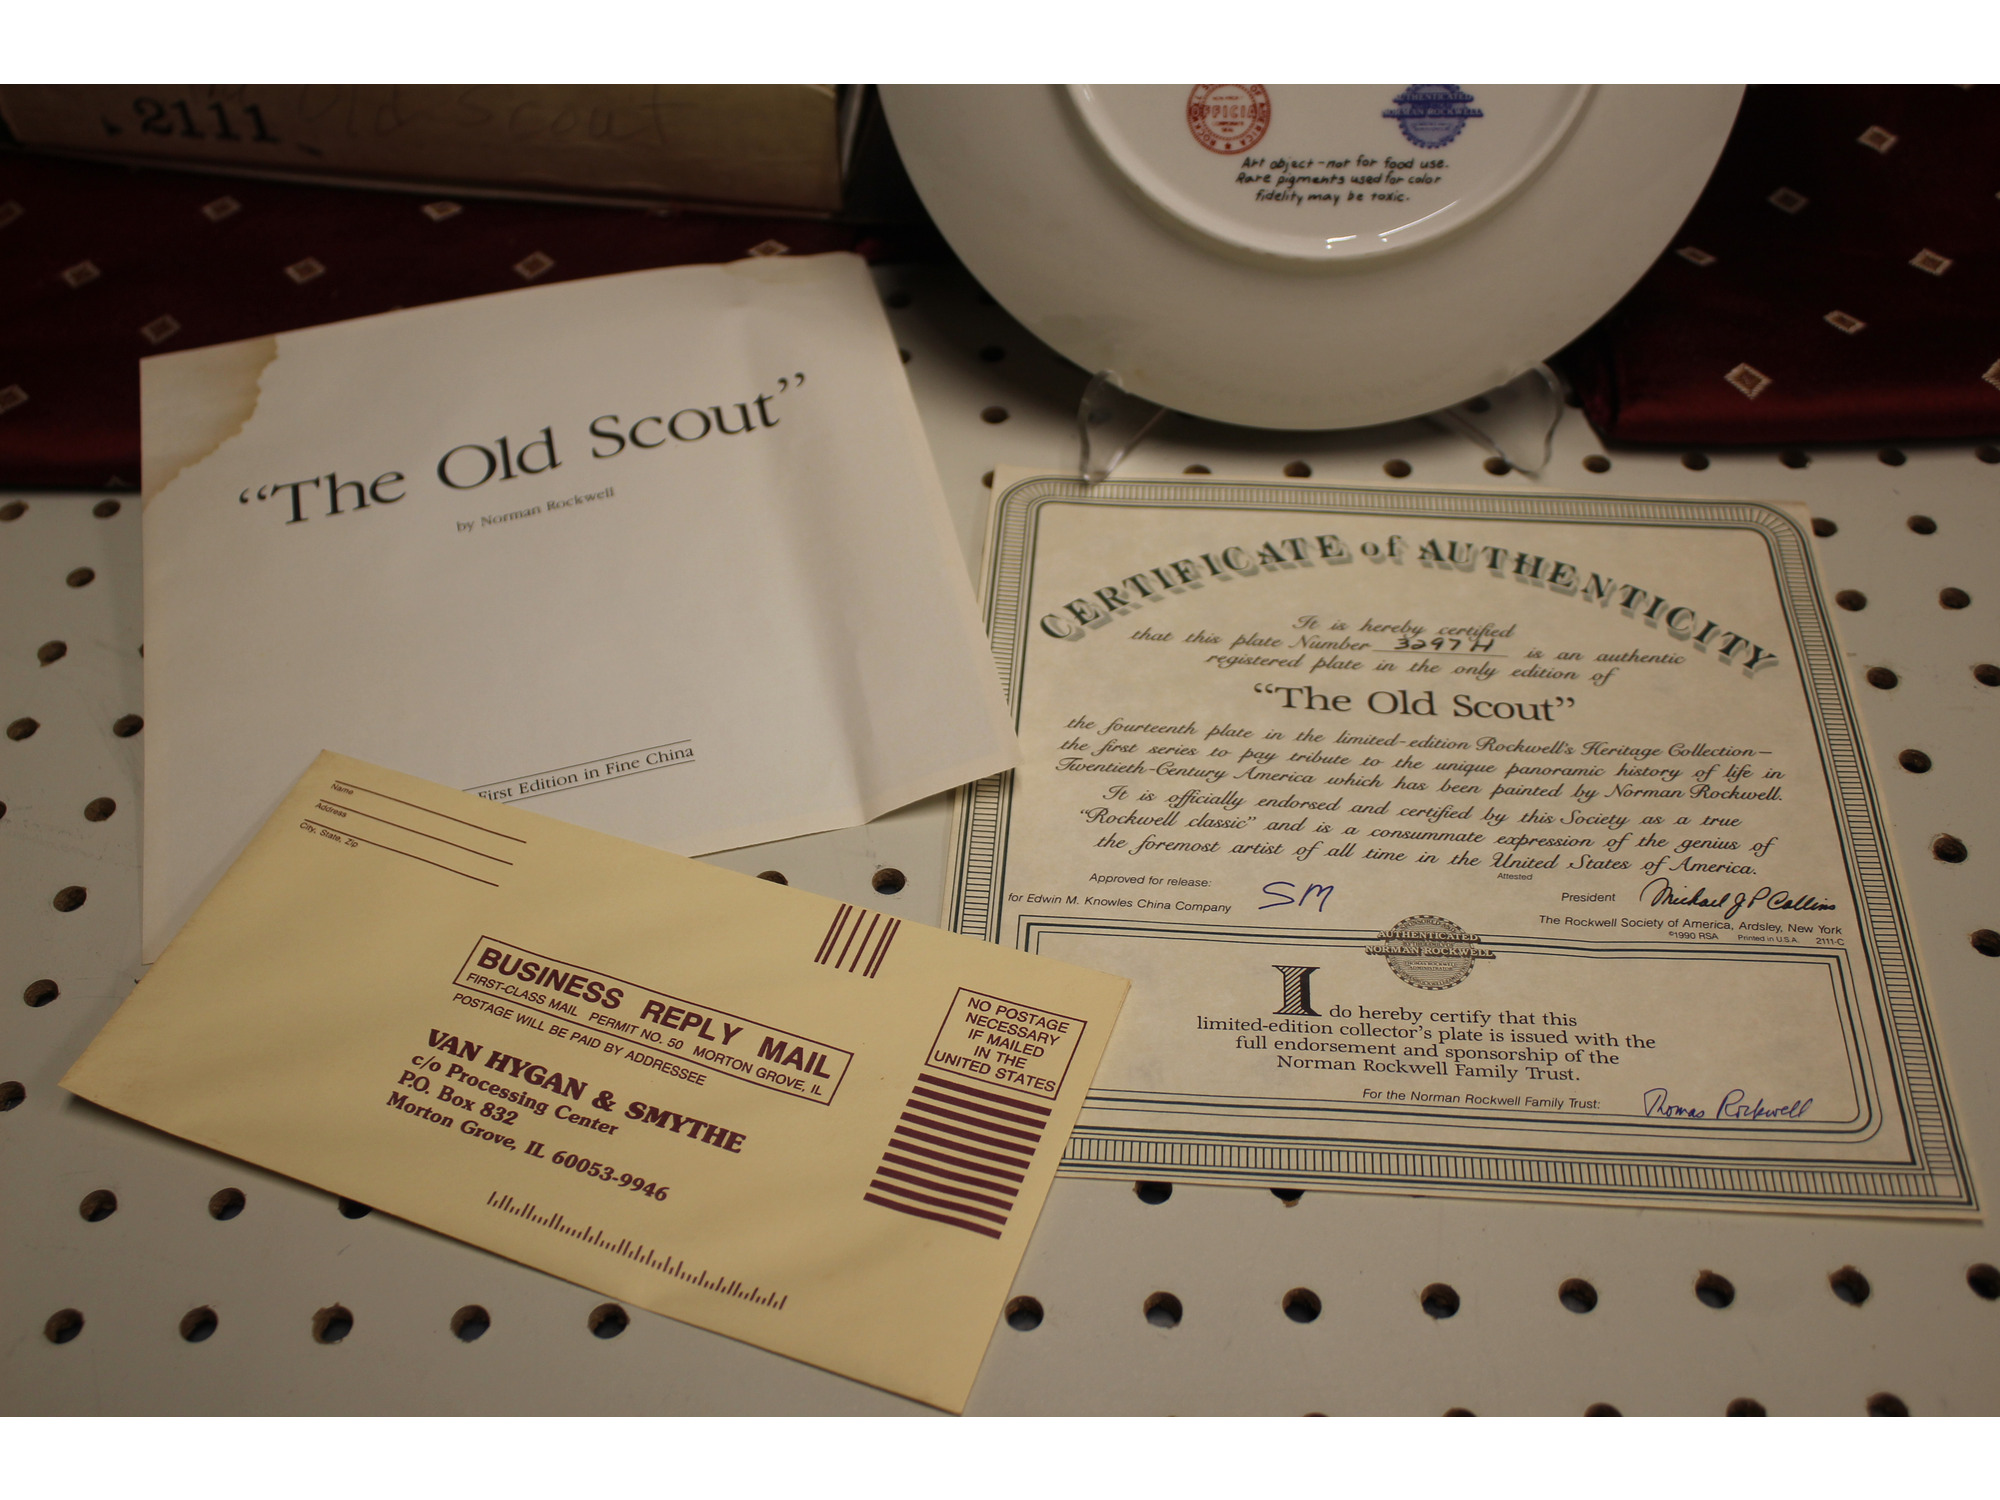 2111
Old Scout
OFFICIAL
AUTHENTICATED
NORMAN ROCKWELL
Art object – not for food use.
Rare pigments used for color
fidelity may be toxic.
“The Old Scout”
by Norman Rockwell
First Edition in Fine China
CERTIFICATE of AUTHENTICITY
It is hereby certified
that this plate Number 3297H is an authentic
registered plate in the only edition of
“The Old Scout”
the fourteenth plate in the limited-edition Rockwell's Heritage Collection—
the first series to pay tribute to the unique panoramic history of life in
Twentieth-Century America which has been painted by Norman Rockwell.
It is officially endorsed and certified by this Society as a true
“Rockwell classic” and is a consummate expression of the genius of
the foremost artist of all time in the United States of America.
Attested
Approved for release:
for Edwin M. Knowles China Company SM
President Michael J P Collins
The Rockwell Society of America, Ardsley, New York
©1990 RSA Printed in U.S.A. 2111-C
AUTHENTICATED
NORMAN ROCKWELL
I do hereby certify that this
limited-edition collector's plate is issued with the
full endorsement and sponsorship of the
Norman Rockwell Family Trust.
For the Norman Rockwell Family Trust: Thomas Rockwell
Name
Address
City, State, Zip
BUSINESS REPLY MAIL
FIRST-CLASS MAIL PERMIT NO. 50 MORTON GROVE, IL
POSTAGE WILL BE PAID BY ADDRESSEE
VAN HYGAN & SMYTHE
c/o Processing Center
P.O. Box 832
Morton Grove, IL 60053-9946
NO POSTAGE
NECESSARY
IF MAILED
IN THE
UNITED STATES